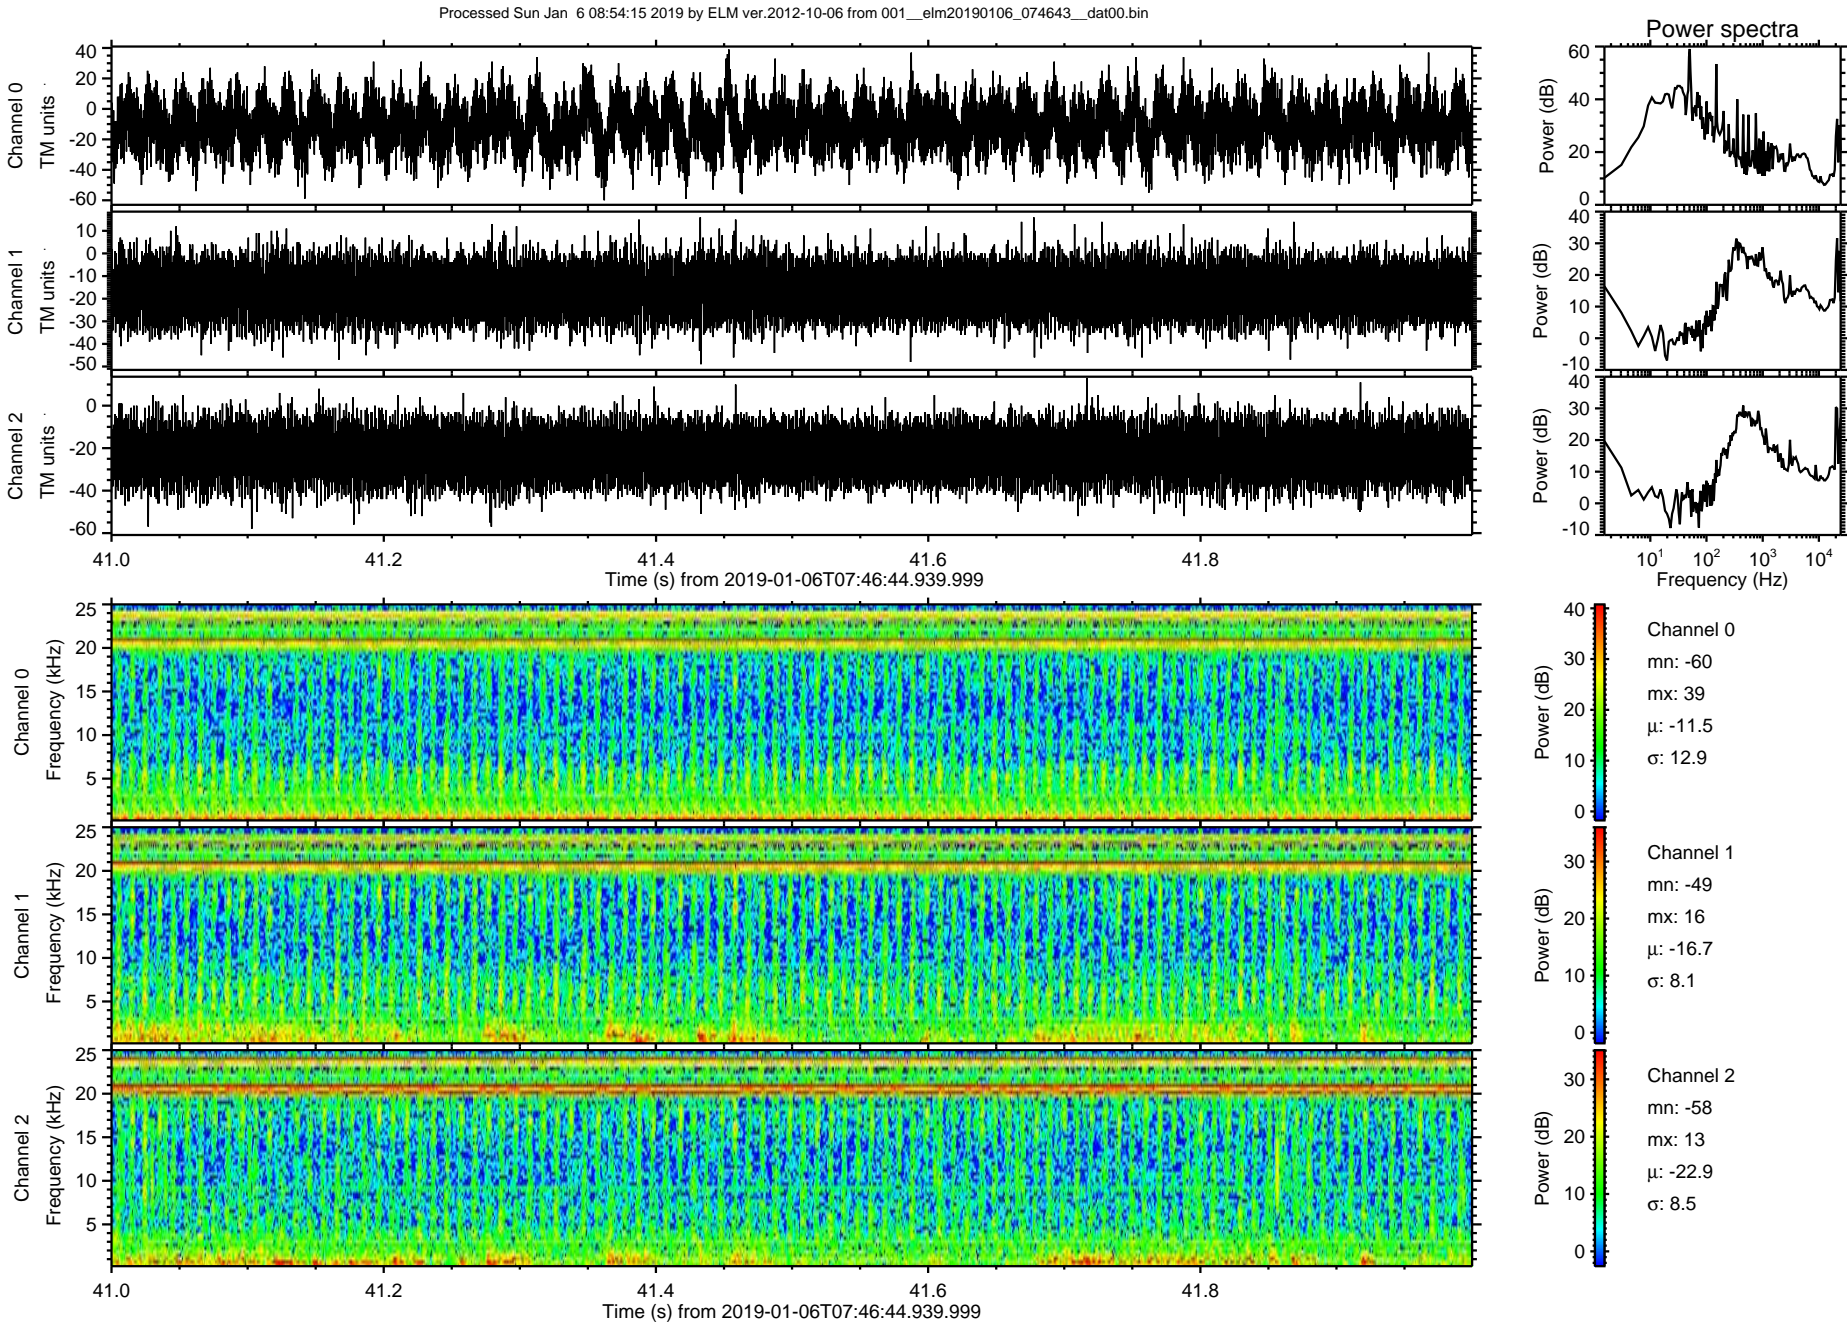 Processed Sun Jan  6 08:54:15 2019 by ELM ver.2012-10-06 from 001__elm20190106_074643__dat00.bin
Power spectra
Channel 0
TM units
40
20
0
-20
-40
-60
Power (dB)
60
40
20
0
Channel 1
TM units
10
0
-10
-20
-30
-40
-50
Power (dB)
40
30
20
10
0
-10
Channel 2
TM units
0
-20
-40
-60
Power (dB)
40
30
20
10
0
-10
41.0 41.2 41.4 41.6 41.8
Time (s) from 2019-01-06T07:46:44.939.999
10¹ 10² 10³ 10⁴
Frequency (Hz)
Channel 0
Frequency (kHz)
25
20
15
10
5
Power (dB)
40
30
20
10
0
Channel 0
mn: -60
mx: 39
μ: -11.5
σ: 12.9
Channel 1
Frequency (kHz)
25
20
15
10
5
Power (dB)
30
20
10
0
Channel 1
mn: -49
mx: 16
μ: -16.7
σ: 8.1
Channel 2
Frequency (kHz)
25
20
15
10
5
Power (dB)
30
20
10
0
Channel 2
mn: -58
mx: 13
μ: -22.9
σ: 8.5
41.0 41.2 41.4 41.6 41.8
Time (s) from 2019-01-06T07:46:44.939.999